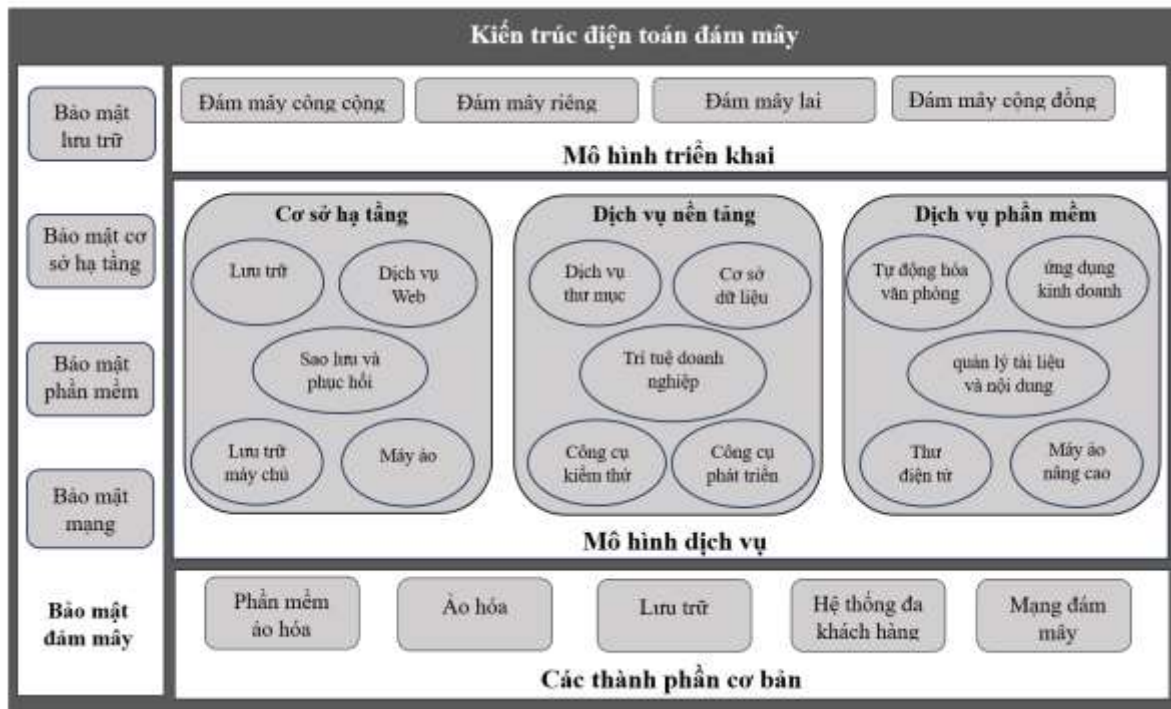 Kiến trúc điện toán đám mây
Bảo mật
lưu trữ
Bảo mật cơ
sở hạ tầng
Bảo mật
phần mềm
Bảo mật
mạng
Bảo mật
đám mây
Đám mây công cộng
Đám mây riêng
Đám mây lai
Đám mây cộng đồng
Mô hình triển khai
Cơ sở hạ tầng
Lưu trữ
Dịch vụ
Web
Sao lưu và
phục hồi
Lưu trữ
máy chủ
Máy ảo
Dịch vụ nền tảng
Dịch vụ
thư mục
Cơ sở
dữ liệu
Trí tuệ doanh
nghiệp
Công cụ
kiểm thử
Công cụ
phát triển
Dịch vụ phần mềm
Tự động hóa
văn phòng
ứng dụng
kinh doanh
quản lý tài liệu
và nội dung
Thư
điện tử
Máy ảo
nâng cao
Mô hình dịch vụ
Phần mềm
ảo hóa
Ảo hóa
Lưu trữ
Hệ thống đa
khách hàng
Mạng đám
mây
Các thành phần cơ bản